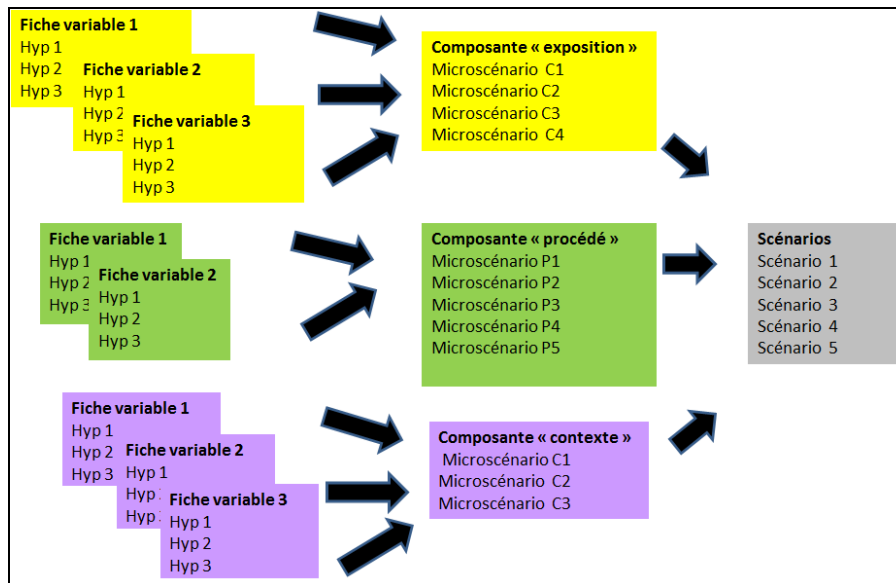 Fiche variable 1
Hyp 1
Hyp 2
Hyp 3
Fiche variable 2
Hyp 1
Hyp 2
Hyp 3
Fiche variable 3
Hyp 1
Hyp 2
Hyp 3
Composante « exposition »
Microscénario C1
Microscénario C2
Microscénario C3
Microscénario C4
Fiche variable 1
Hyp 1
Hyp 2
Hyp 3
Fiche variable 2
Hyp 1
Hyp 2
Hyp 3
Composante « procédé »
Microscénario P1
Microscénario P2
Microscénario P3
Microscénario P4
Microscénario P5
Scénarios
Scénario 1
Scénario 2
Scénario 3
Scénario 4
Scénario 5
Fiche variable 1
Hyp 1
Hyp 2
Hyp 3
Fiche variable 2
Hyp 1
Hyp 2
Hyp
Fiche variable 3
Hyp 1
Hyp 2
Hyp 3
Composante « contexte »
Microscénario C1
Microscénario C2
Microscénario C3